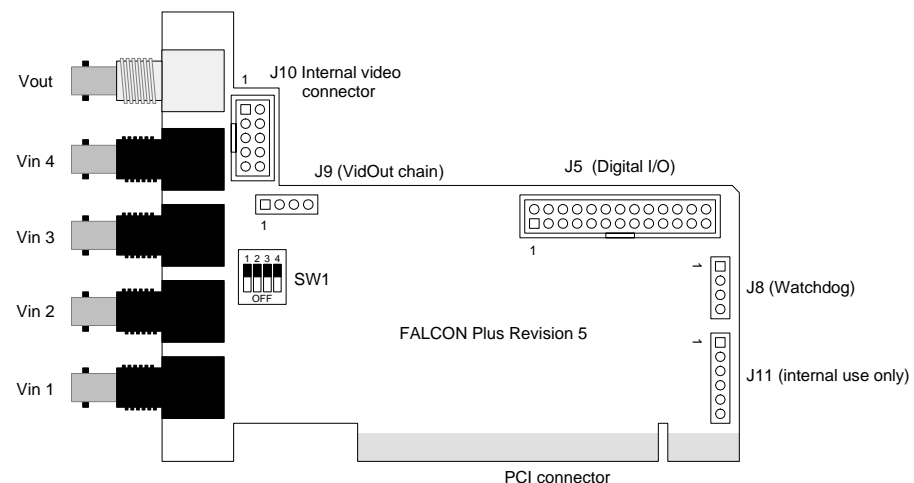 Vout
1
J10 Internal video
connector
Vin 4
J9 (VidOut chain)
J5 (Digital I/O)
1
1
Vin 3
1 2 3 4
OFF
SW1
1
J8 (Watchdog)
Vin 2
FALCON Plus Revision 5
1
J11 (internal use only)
Vin 1
PCI connector